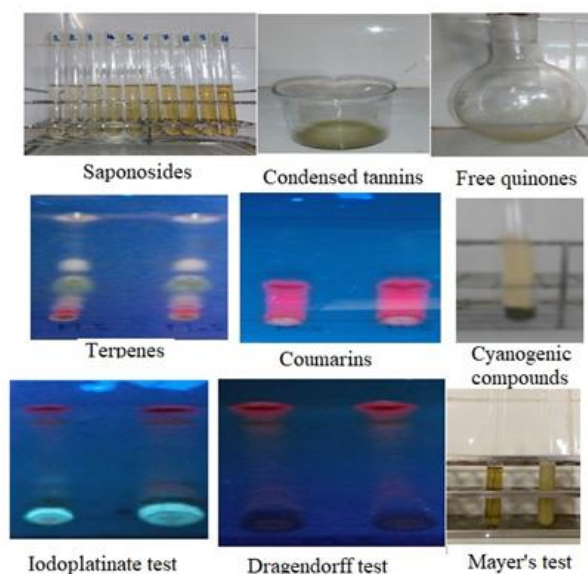 Saponosides
Condensed tannins
Free quinones
Terpenes
Coumarins
Cyanogenic
compounds
Iodoplatinate test
Dragendorff test
Mayer's test